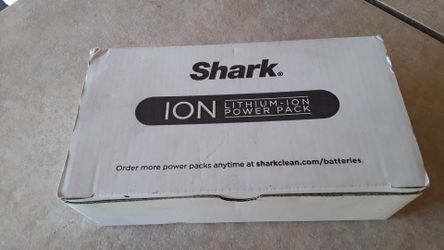 Shark®
ION LITHIUM-ION
POWER PACK
Order more power packs anytime at sharkclean.com/batteries.